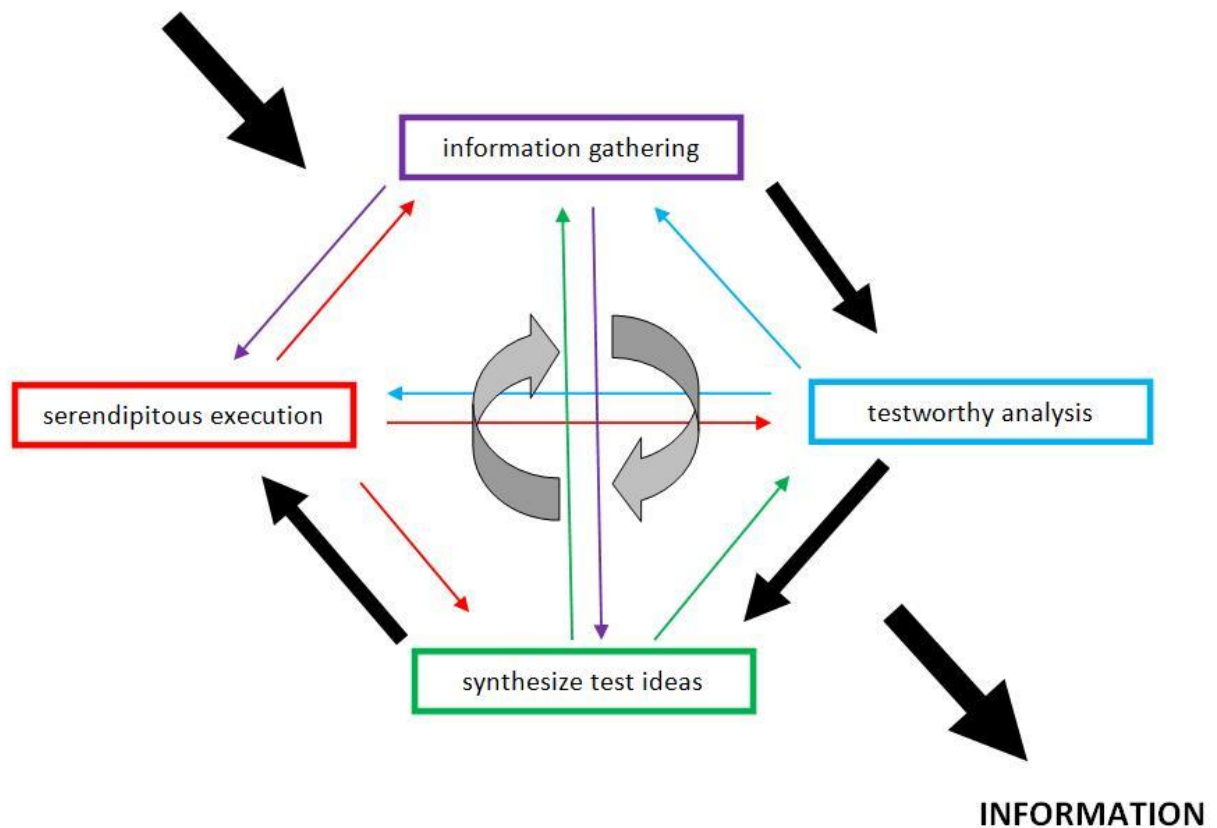 information gathering
serendipitous execution
testworthy analysis
synthesize test ideas
INFORMATION